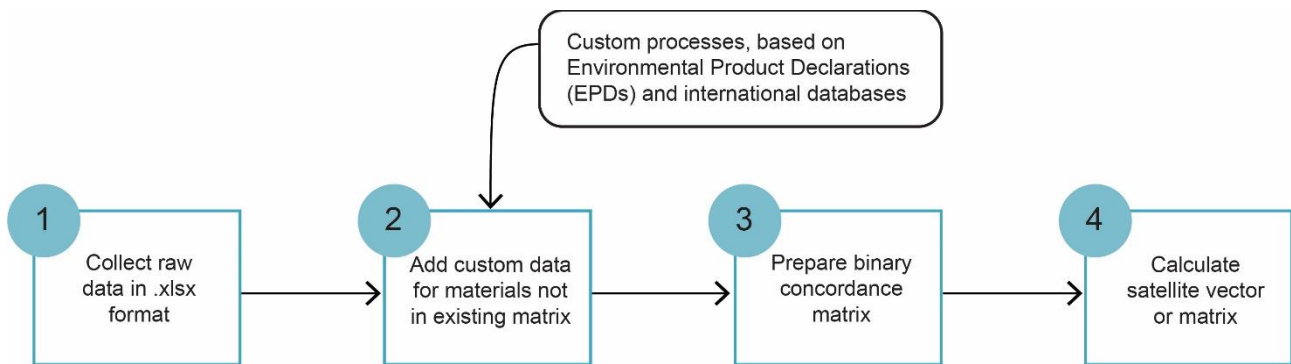 Custom processes, based on
Environmental Product Declarations
(EPDs) and international databases
1
Collect raw
data in .xlsx
format
2
Add custom data
for materials not
in existing matrix
3
Prepare binary
concordance
matrix
4
Calculate
satellite vector
or matrix